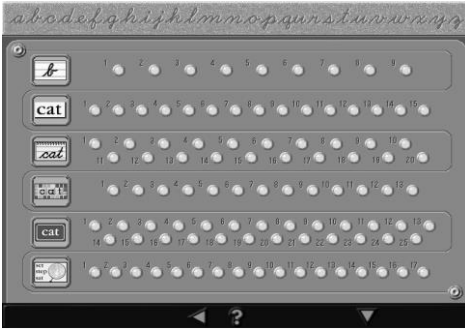 abcdefghijklmnopqurstuvwxyz
b 1 2 3 4 5 6 7 8 9
cat 1 2 3 4 5 6 7 8 9 10 11 12 13 14 15
cat 1 2 3 4 5 6 7 8 9 10
11 12 13 14 15 16 17 18 19 20
cat 1 2 3 4 5 6 7 8 9 10 11 12 13
cat 1 2 3 4 5 6 7 8 9 10 11 12 13
14 15 16 17 18 19 20 21 22 23 24 25
1 2 3 4 5 6 7 8 9 10 11 12 13 14 15 16 17
?